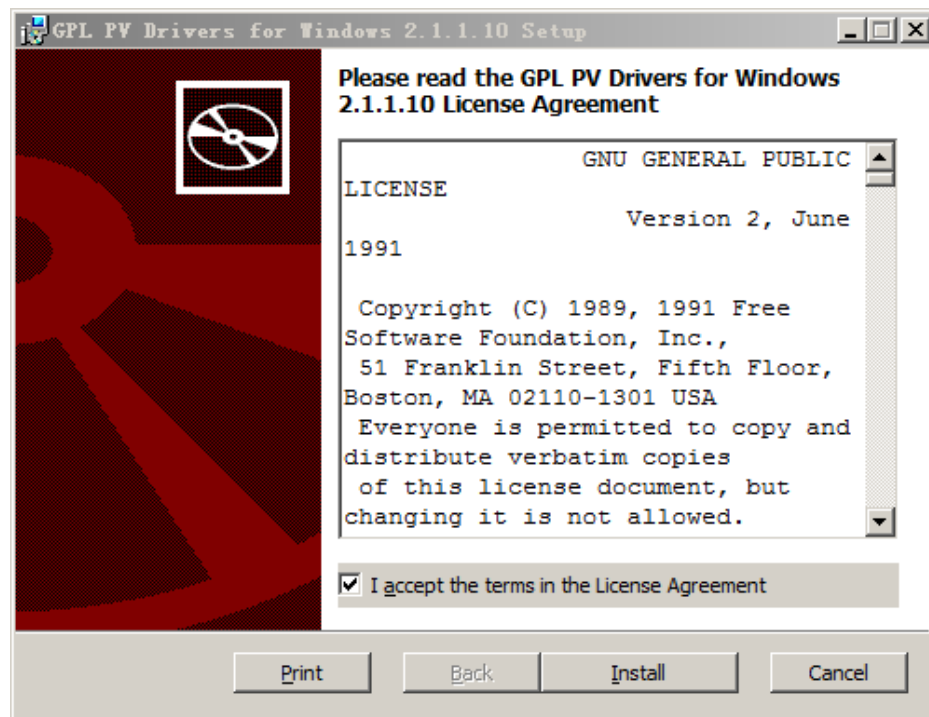 GPL PV Drivers for Windows 2.1.1.10 Setup
Please read the GPL PV Drivers for Windows
2.1.1.10 License Agreement
GNU GENERAL PUBLIC
LICENSE
Version 2, June
1991
Copyright (C) 1989, 1991 Free
Software Foundation, Inc.,
51 Franklin Street, Fifth Floor,
Boston, MA 02110-1301 USA
Everyone is permitted to copy and
distribute verbatim copies
of this license document, but
changing it is not allowed.
I accept the terms in the License Agreement
Print
Back
Install
Cancel